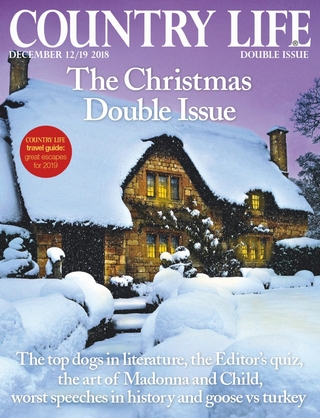 COUNTRY LIFE®
DECEMBER 12/19 2018
DOUBLE ISSUE
The Christmas
Double Issue
COUNTRY LIFE
travel guide:
great escapes
for 2019
The top dogs in literature, the Editor's quiz,
the art of Madonna and Child,
worst speeches in history and goose vs turkey